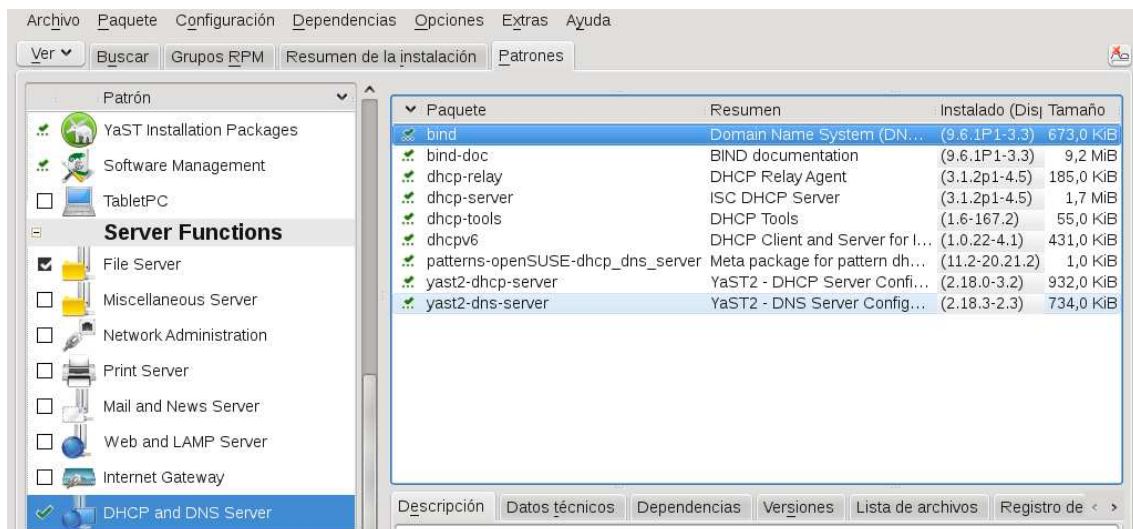 Archivo Paquete Configuración Dependencias Opciones Extras Ayuda
Ver Buscar Grupos RPM Resumen de la instalación Patrones
Patrón
YaST Installation Packages
Software Management
TabletPC
Server Functions
File Server
Miscellaneous Server
Network Administration
Print Server
Mail and News Server
Web and LAMP Server
Internet Gateway
DHCP and DNS Server
Paquete Resumen Instalado (Disp Tamaño
bind Domain Name System (DN... (9.6.1P1-3.3) 673,0 KiB
bind-doc BIND documentation (9.6.1P1-3.3) 9,2 MiB
dhcp-relay DHCP Relay Agent (3.1.2p1-4.5) 185,0 KiB
dhcp-server ISC DHCP Server (3.1.2p1-4.5) 1,7 MiB
dhcp-tools DHCP Tools (1.6-167.2) 55,0 KiB
dhcpv6 DHCP Client and Server for I... (1.0.22-4.1) 431,0 KiB
patterns-openSUSE-dhcp_dns_server Meta package for pattern dh... (11.2-20.21.2) 1,0 KiB
yast2-dhcp-server YaST2 - DHCP Server Confi... (2.18.0-3.2) 932,0 KiB
yast2-dns-server YaST2 - DNS Server Config... (2.18.3-2.3) 734,0 KiB
Descripción Datos técnicos Dependencias Versiones Lista de archivos Registro de